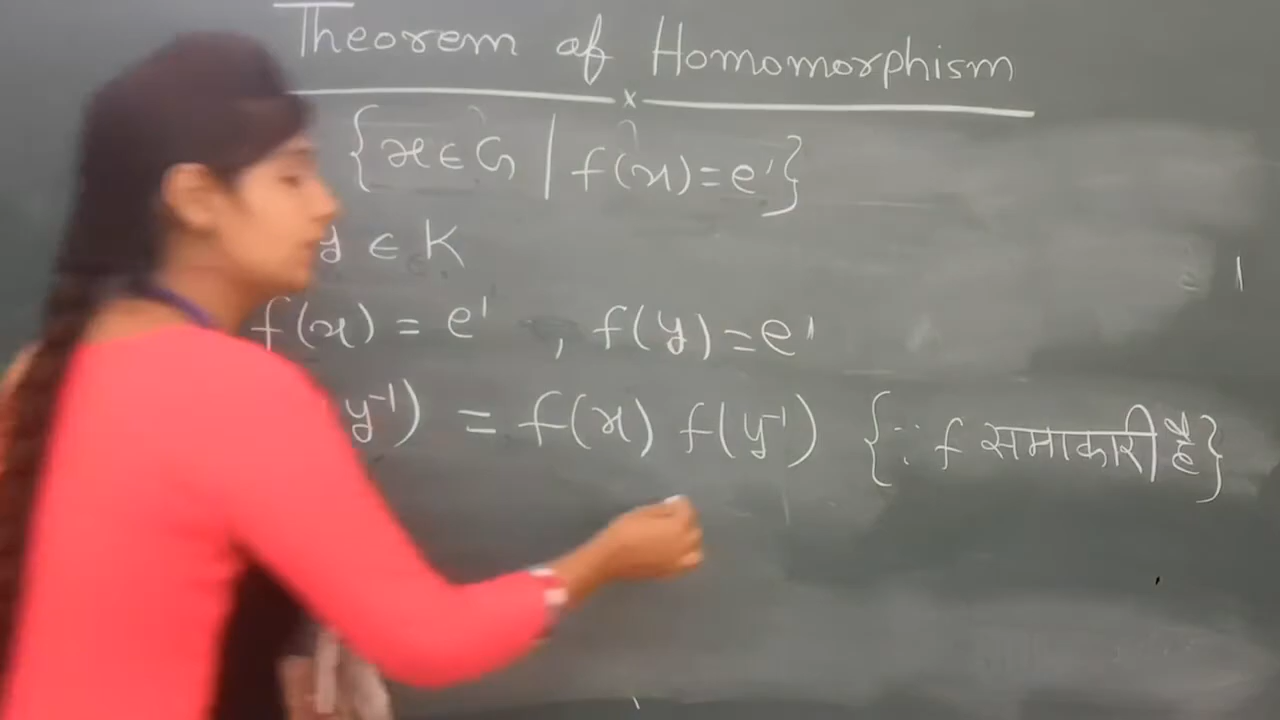 Theorem of Homomorphism
{x∈G | f(x)=e'}
y ∈ K
f(x) = e' , f(y)=e'
y⁻¹) = f(x) f(y⁻¹) {∵ f समाकारी है}